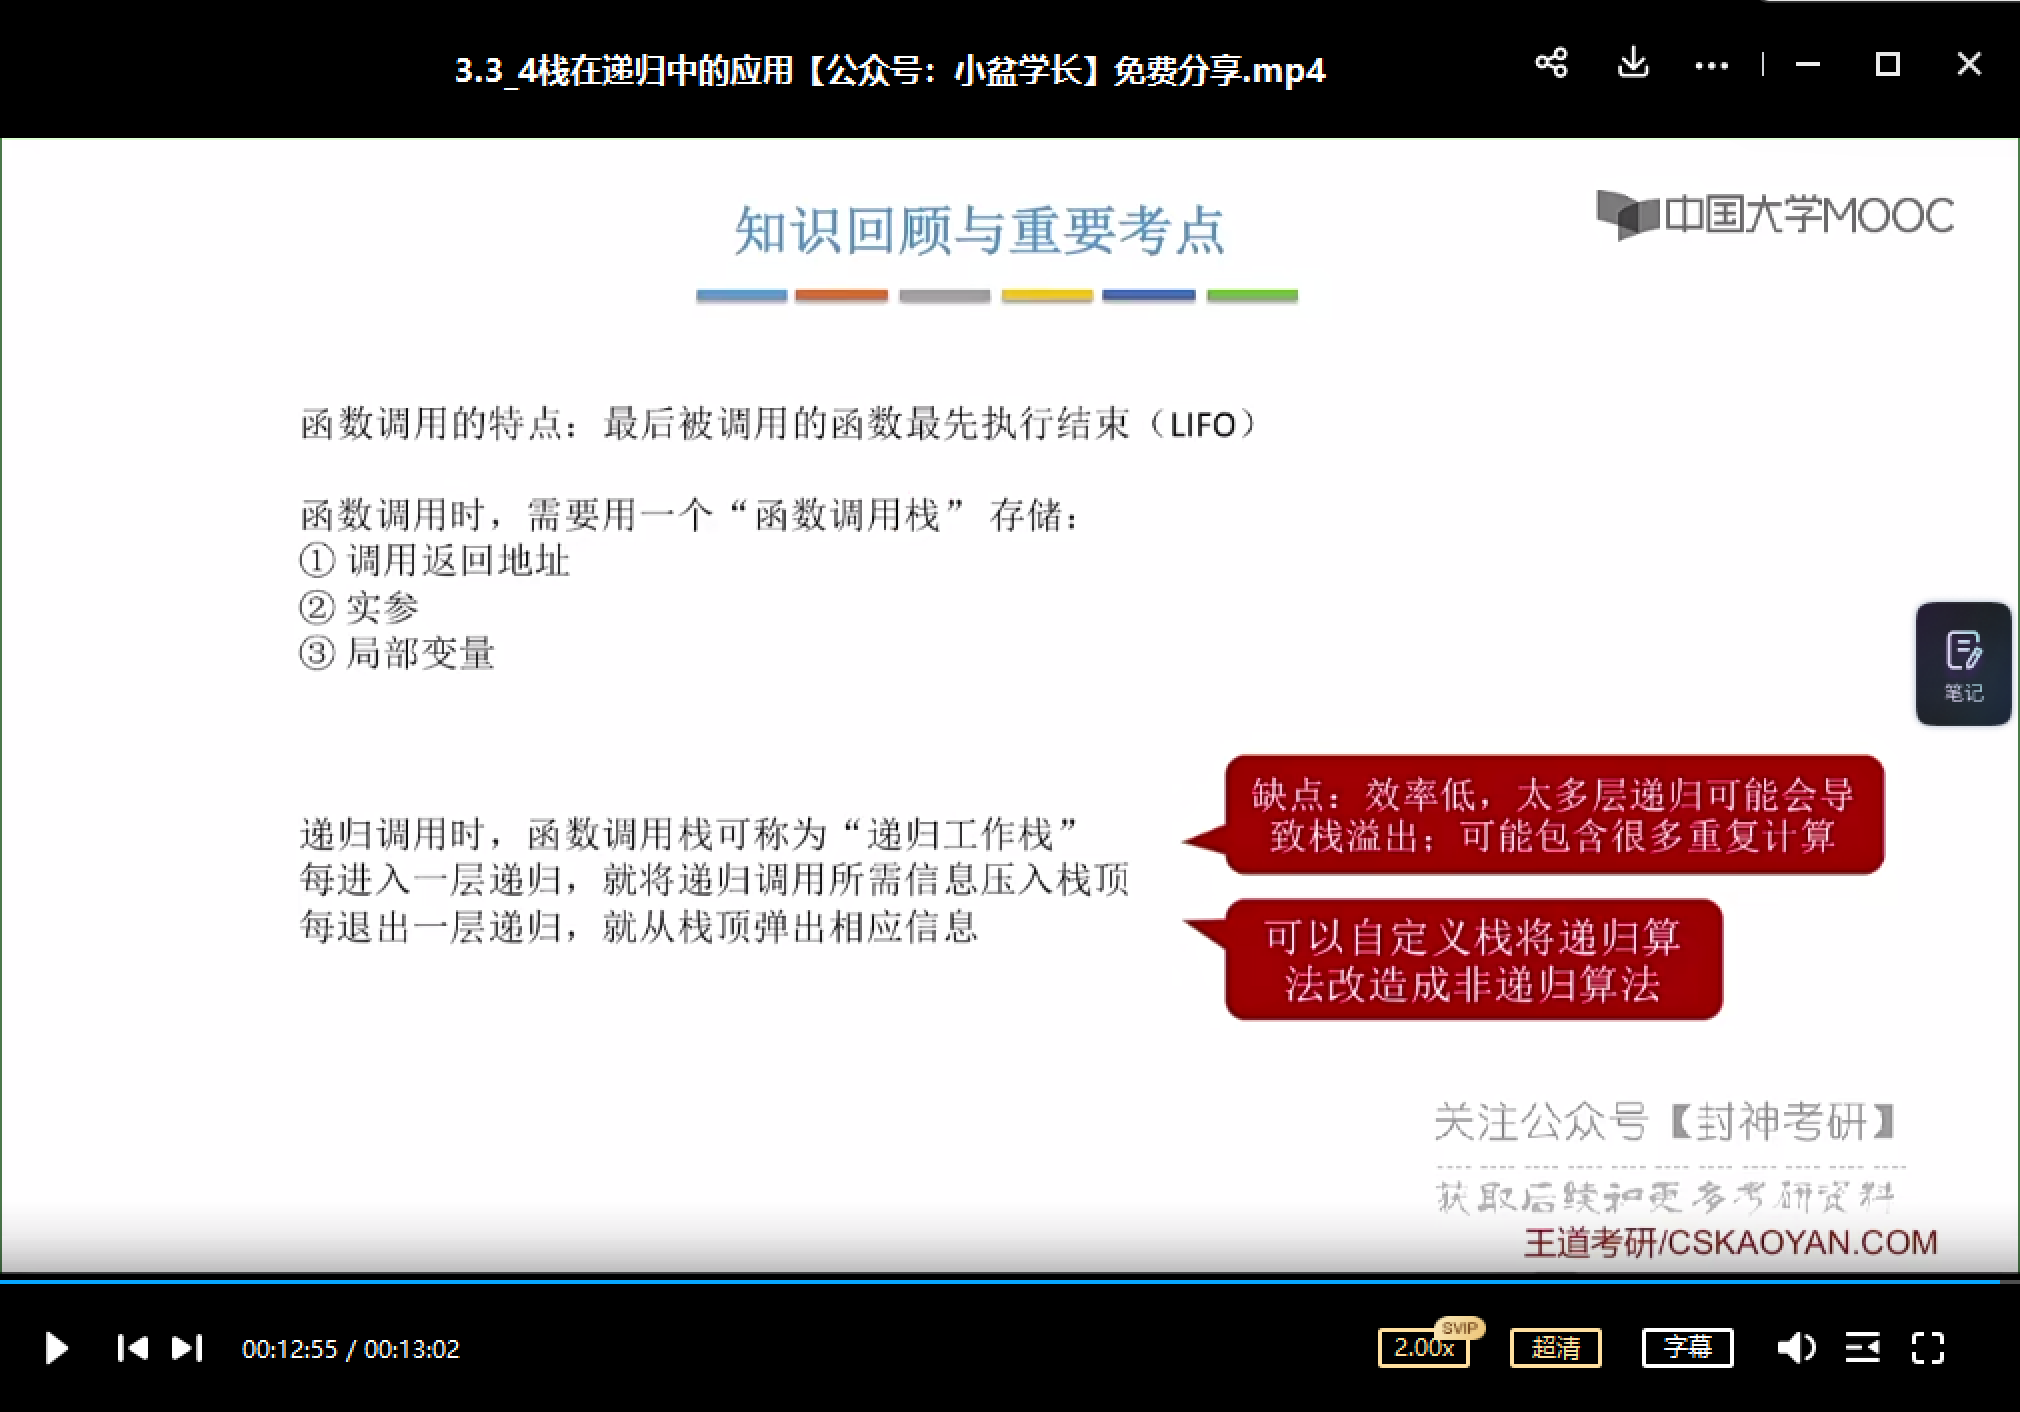 3.3_4栈在递归中的应用【公众号：小盆学长】免费分享.mp4
知识回顾与重要考点
中国大学MOOC
函数调用的特点：最后被调用的函数最先执行结束（LIFO）
函数调用时，需要用一个“函数调用栈” 存储：
① 调用返回地址
② 实参
③ 局部变量
笔记
递归调用时，函数调用栈可称为“递归工作栈”
每进入一层递归，就将递归调用所需信息压入栈顶
每退出一层递归，就从栈顶弹出相应信息
缺点：效率低，太多层递归可能会导
致栈溢出；可能包含很多重复计算
可以自定义栈将递归算
法改造成非递归算法
关注公众号【封神考研】
获取后续和更多考研资料
王道考研/CSKAOYAN.COM
00:12:55 / 00:13:02
2.00x
SVIP
超清
字幕